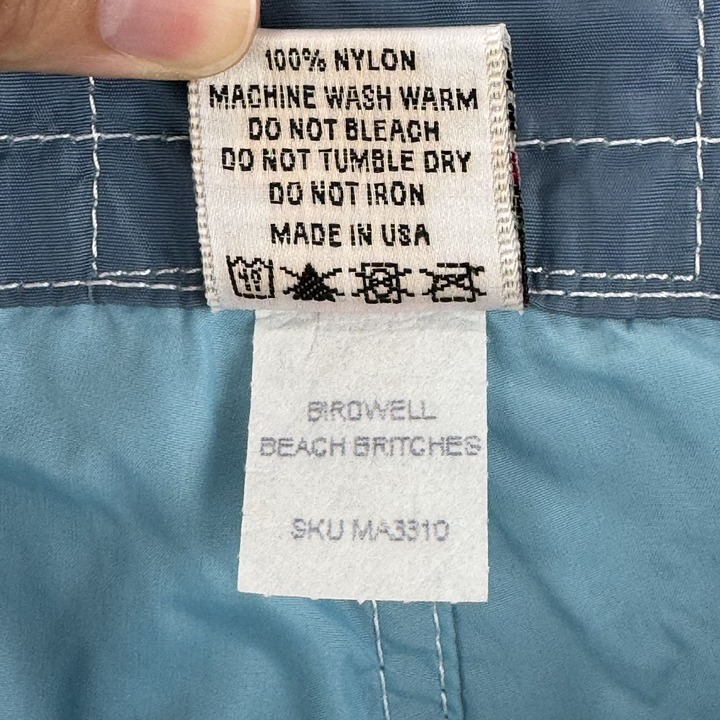 100% NYLON
MACHINE WASH WARM
DO NOT BLEACH
DO NOT TUMBLE DRY
DO NOT IRON
MADE IN USA
40
BIRDWELL
BEACH BRITCHES
SKU MA3310